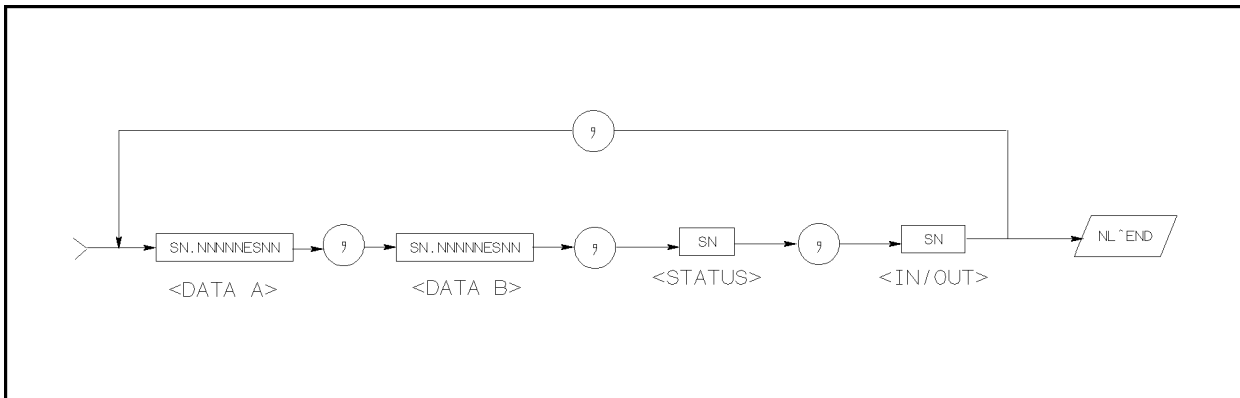 ,
SN.NNNNNESNN , SN.NNNNNESNN , SN , SN NL^END
<DATA A> <DATA B> <STATUS> <IN/OUT>